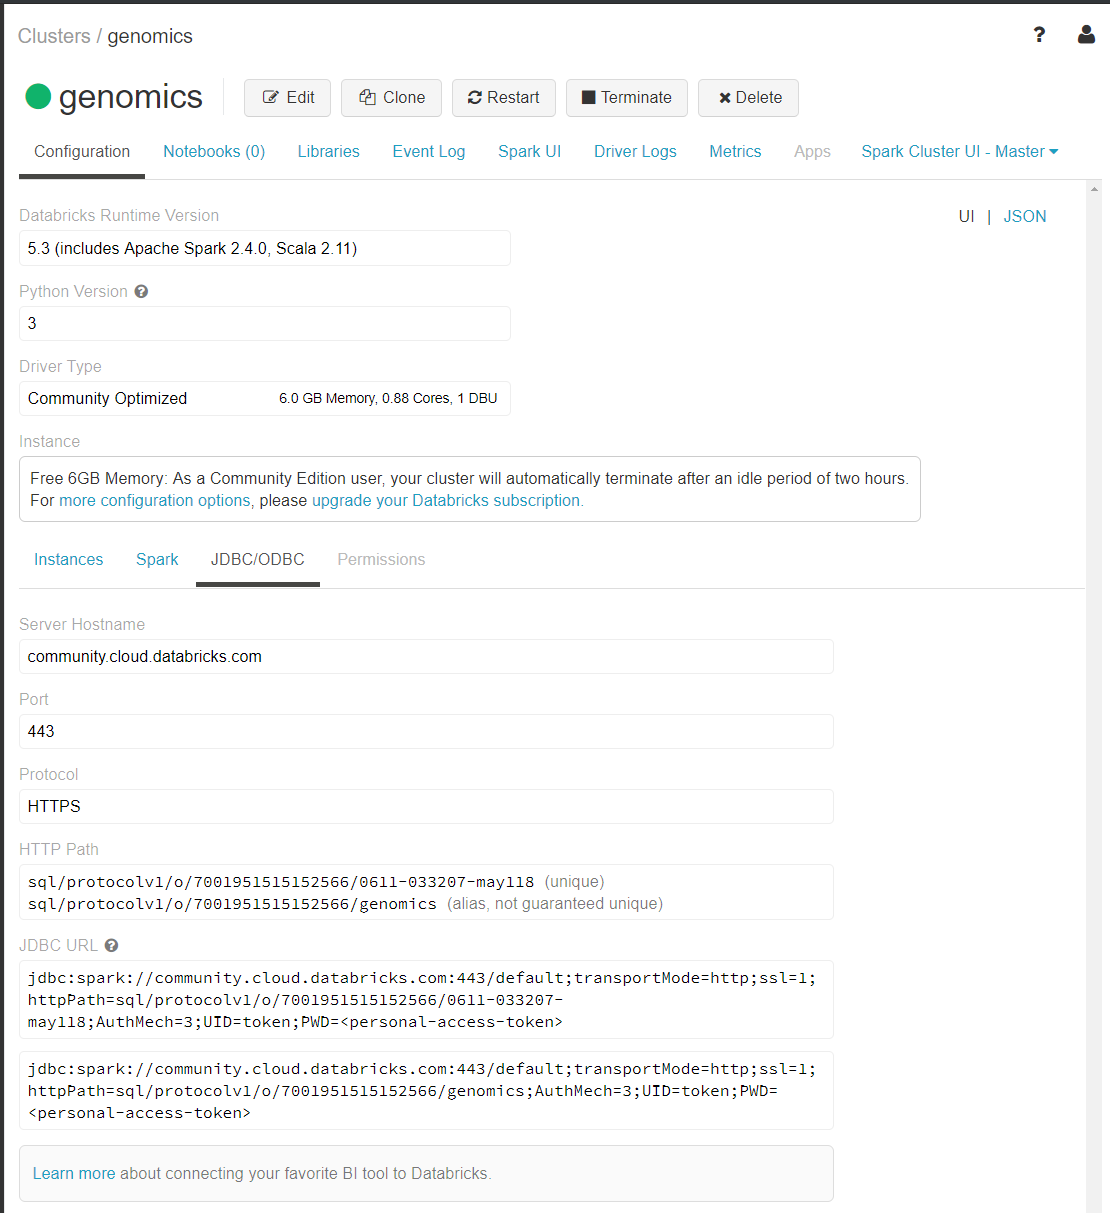 Clusters / genomics
?
genomics
Edit Clone Restart Terminate Delete
Configuration Notebooks (0) Libraries Event Log Spark UI Driver Logs Metrics Apps Spark Cluster UI - Master
Databricks Runtime Version
UI | JSON
5.3 (includes Apache Spark 2.4.0, Scala 2.11)
Python Version ?
3
Driver Type
Community Optimized 6.0 GB Memory, 0.88 Cores, 1 DBU
Instance
Free 6GB Memory: As a Community Edition user, your cluster will automatically terminate after an idle period of two hours.
For more configuration options, please upgrade your Databricks subscription.
Instances Spark JDBC/ODBC Permissions
Server Hostname
community.cloud.databricks.com
Port
443
Protocol
HTTPS
HTTP Path
sql/protocolv1/o/7001951515152566/0611-033207-may118 (unique)
sql/protocolv1/o/7001951515152566/genomics (alias, not guaranteed unique)
JDBC URL ?
jdbc:spark://community.cloud.databricks.com:443/default;transportMode=http;ssl=1;
httpPath=sql/protocolv1/o/7001951515152566/0611-033207-
may118;AuthMech=3;UID=token;PWD=<personal-access-token>
jdbc:spark://community.cloud.databricks.com:443/default;transportMode=http;ssl=1;
httpPath=sql/protocolv1/o/7001951515152566/genomics;AuthMech=3;UID=token;PWD=
<personal-access-token>
Learn more about connecting your favorite BI tool to Databricks.